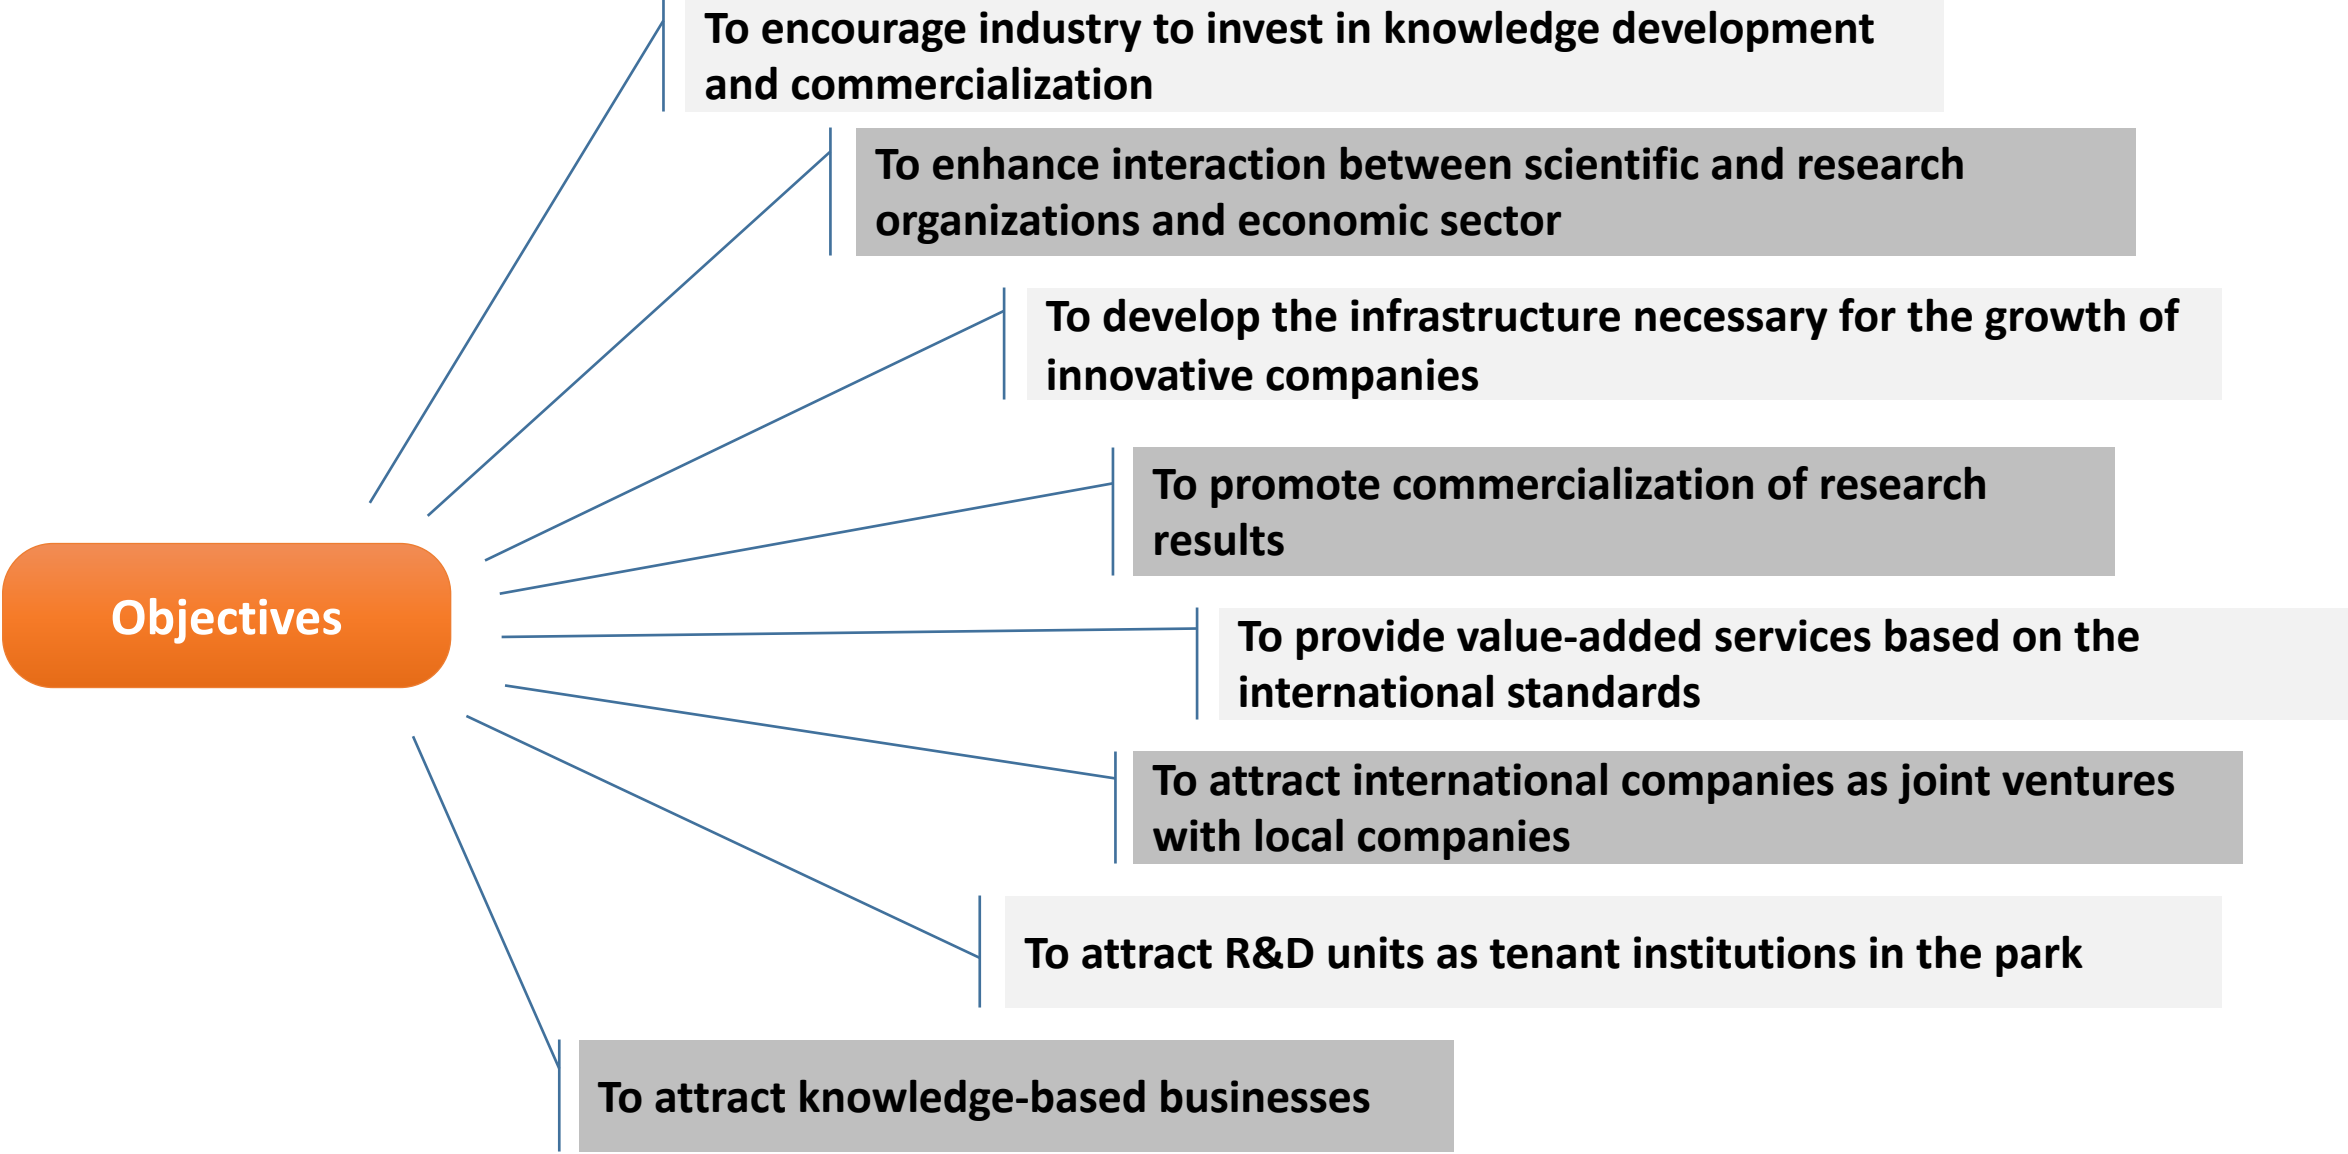 To encourage industry to invest in knowledge development
and commercialization
To enhance interaction between scientific and research
organizations and economic sector
To develop the infrastructure necessary for the growth of
innovative companies
To promote commercialization of research
results
Objectives
To provide value-added services based on the
international standards
To attract international companies as joint ventures
with local companies
To attract R&D units as tenant institutions in the park
To attract knowledge-based businesses